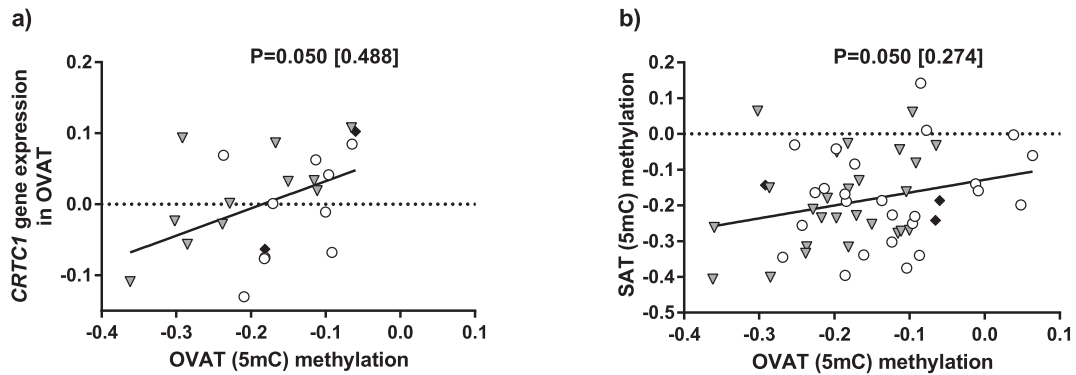 a)
P=0.050 [0.488]
CRTC1 gene expression
in OVAT
0.2
0.1
0.0
-0.1
-0.4
-0.3
-0.2
-0.1
0.0
0.1
OVAT (5mC) methylation
b)
P=0.050 [0.274]
SAT (5mC) methylation
0.2
0.1
0.0
-0.1
-0.2
-0.3
-0.4
-0.5
-0.4
-0.3
-0.2
-0.1
0.0
0.1
OVAT (5mC) methylation